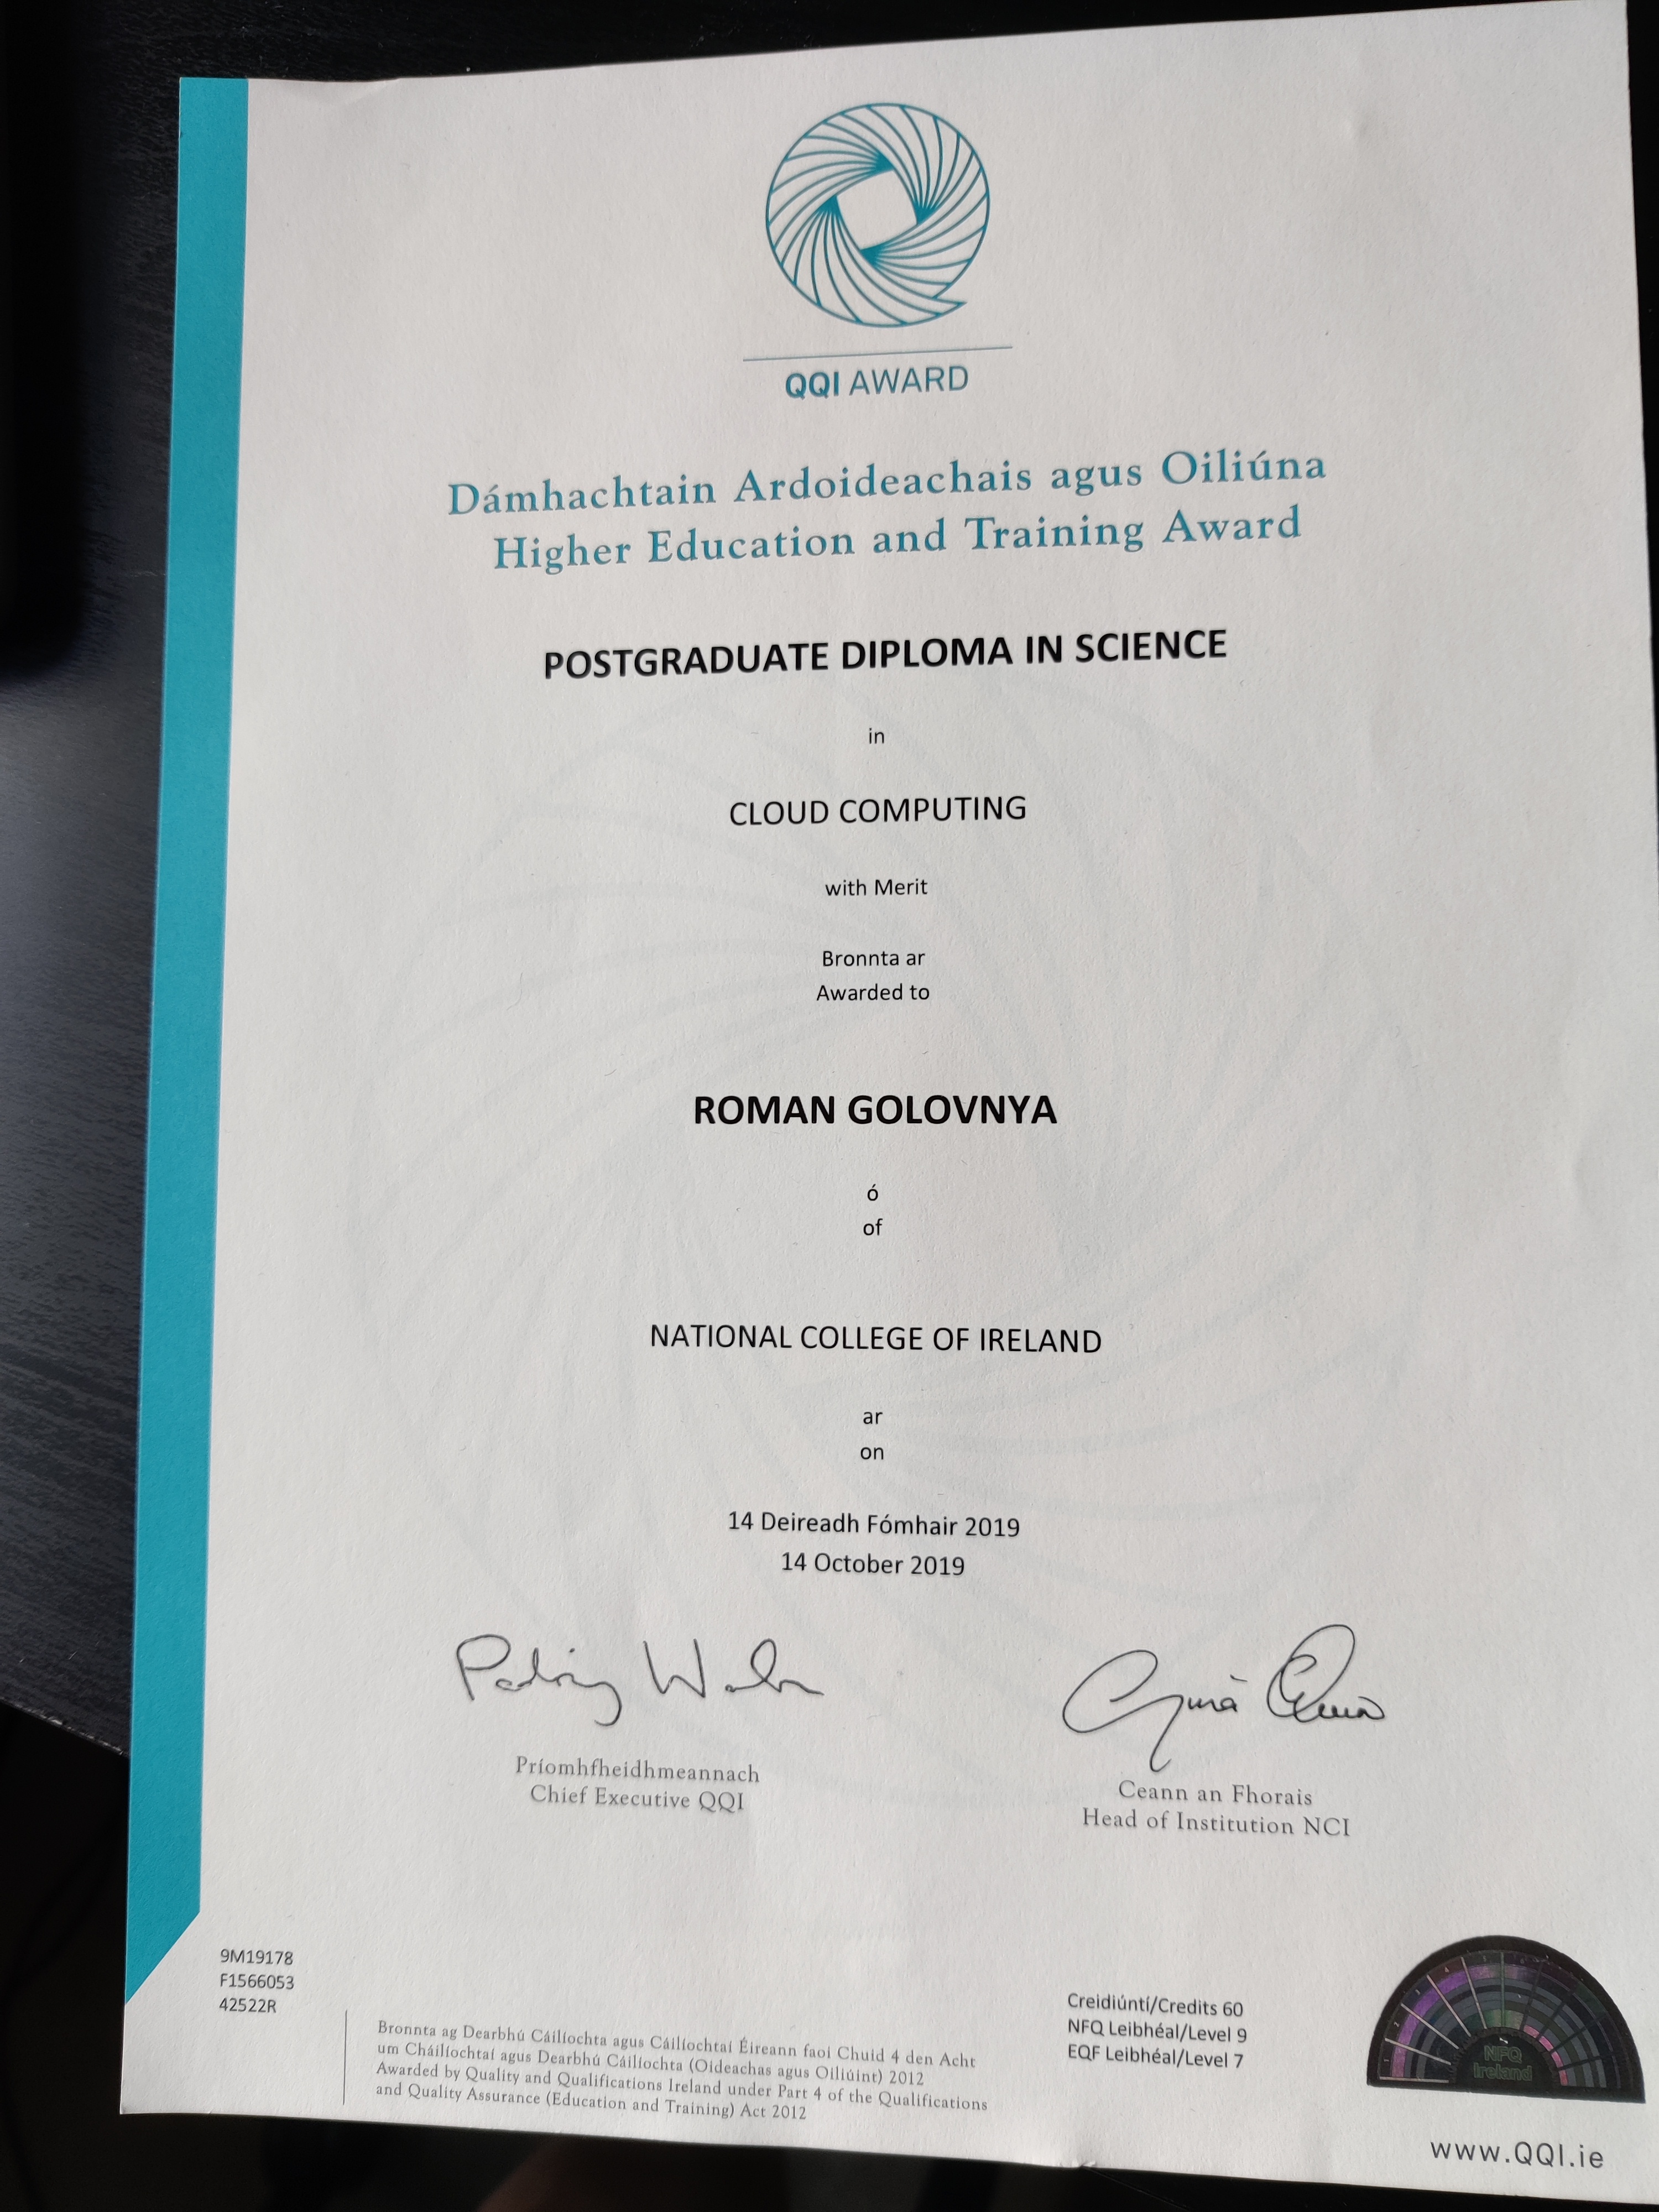 QQI AWARD
Dámhachtain Ardoideachais agus Oiliúna
Higher Education and Training Award
POSTGRADUATE DIPLOMA IN SCIENCE
in
CLOUD COMPUTING
with Merit
Bronnta ar
Awarded to
ROMAN GOLOVNYA
ó
of
NATIONAL COLLEGE OF IRELAND
ar
on
14 Deireadh Fómhair 2019
14 October 2019
Príomhfheidhmeannach
Chief Executive QQI
Ceann an Fhorais
Head of Institution NCI
9M19178
F1566053
42522R
Bronnta ag Dearbhú Cáilíochta agus Cáilíochtaí Éireann faoi Chuid 4 den Acht
um Cháilíochtaí agus Dearbhú Cáilíochta (Oideachas agus Oiliúint) 2012
Awarded by Quality and Qualifications Ireland under Part 4 of the Qualifications
and Quality Assurance (Education and Training) Act 2012
Creidiúntí/Credits 60
NFQ Leibhéal/Level 9
EQF Leibhéal/Level 7
NFQ
Ireland
www.QQI.ie